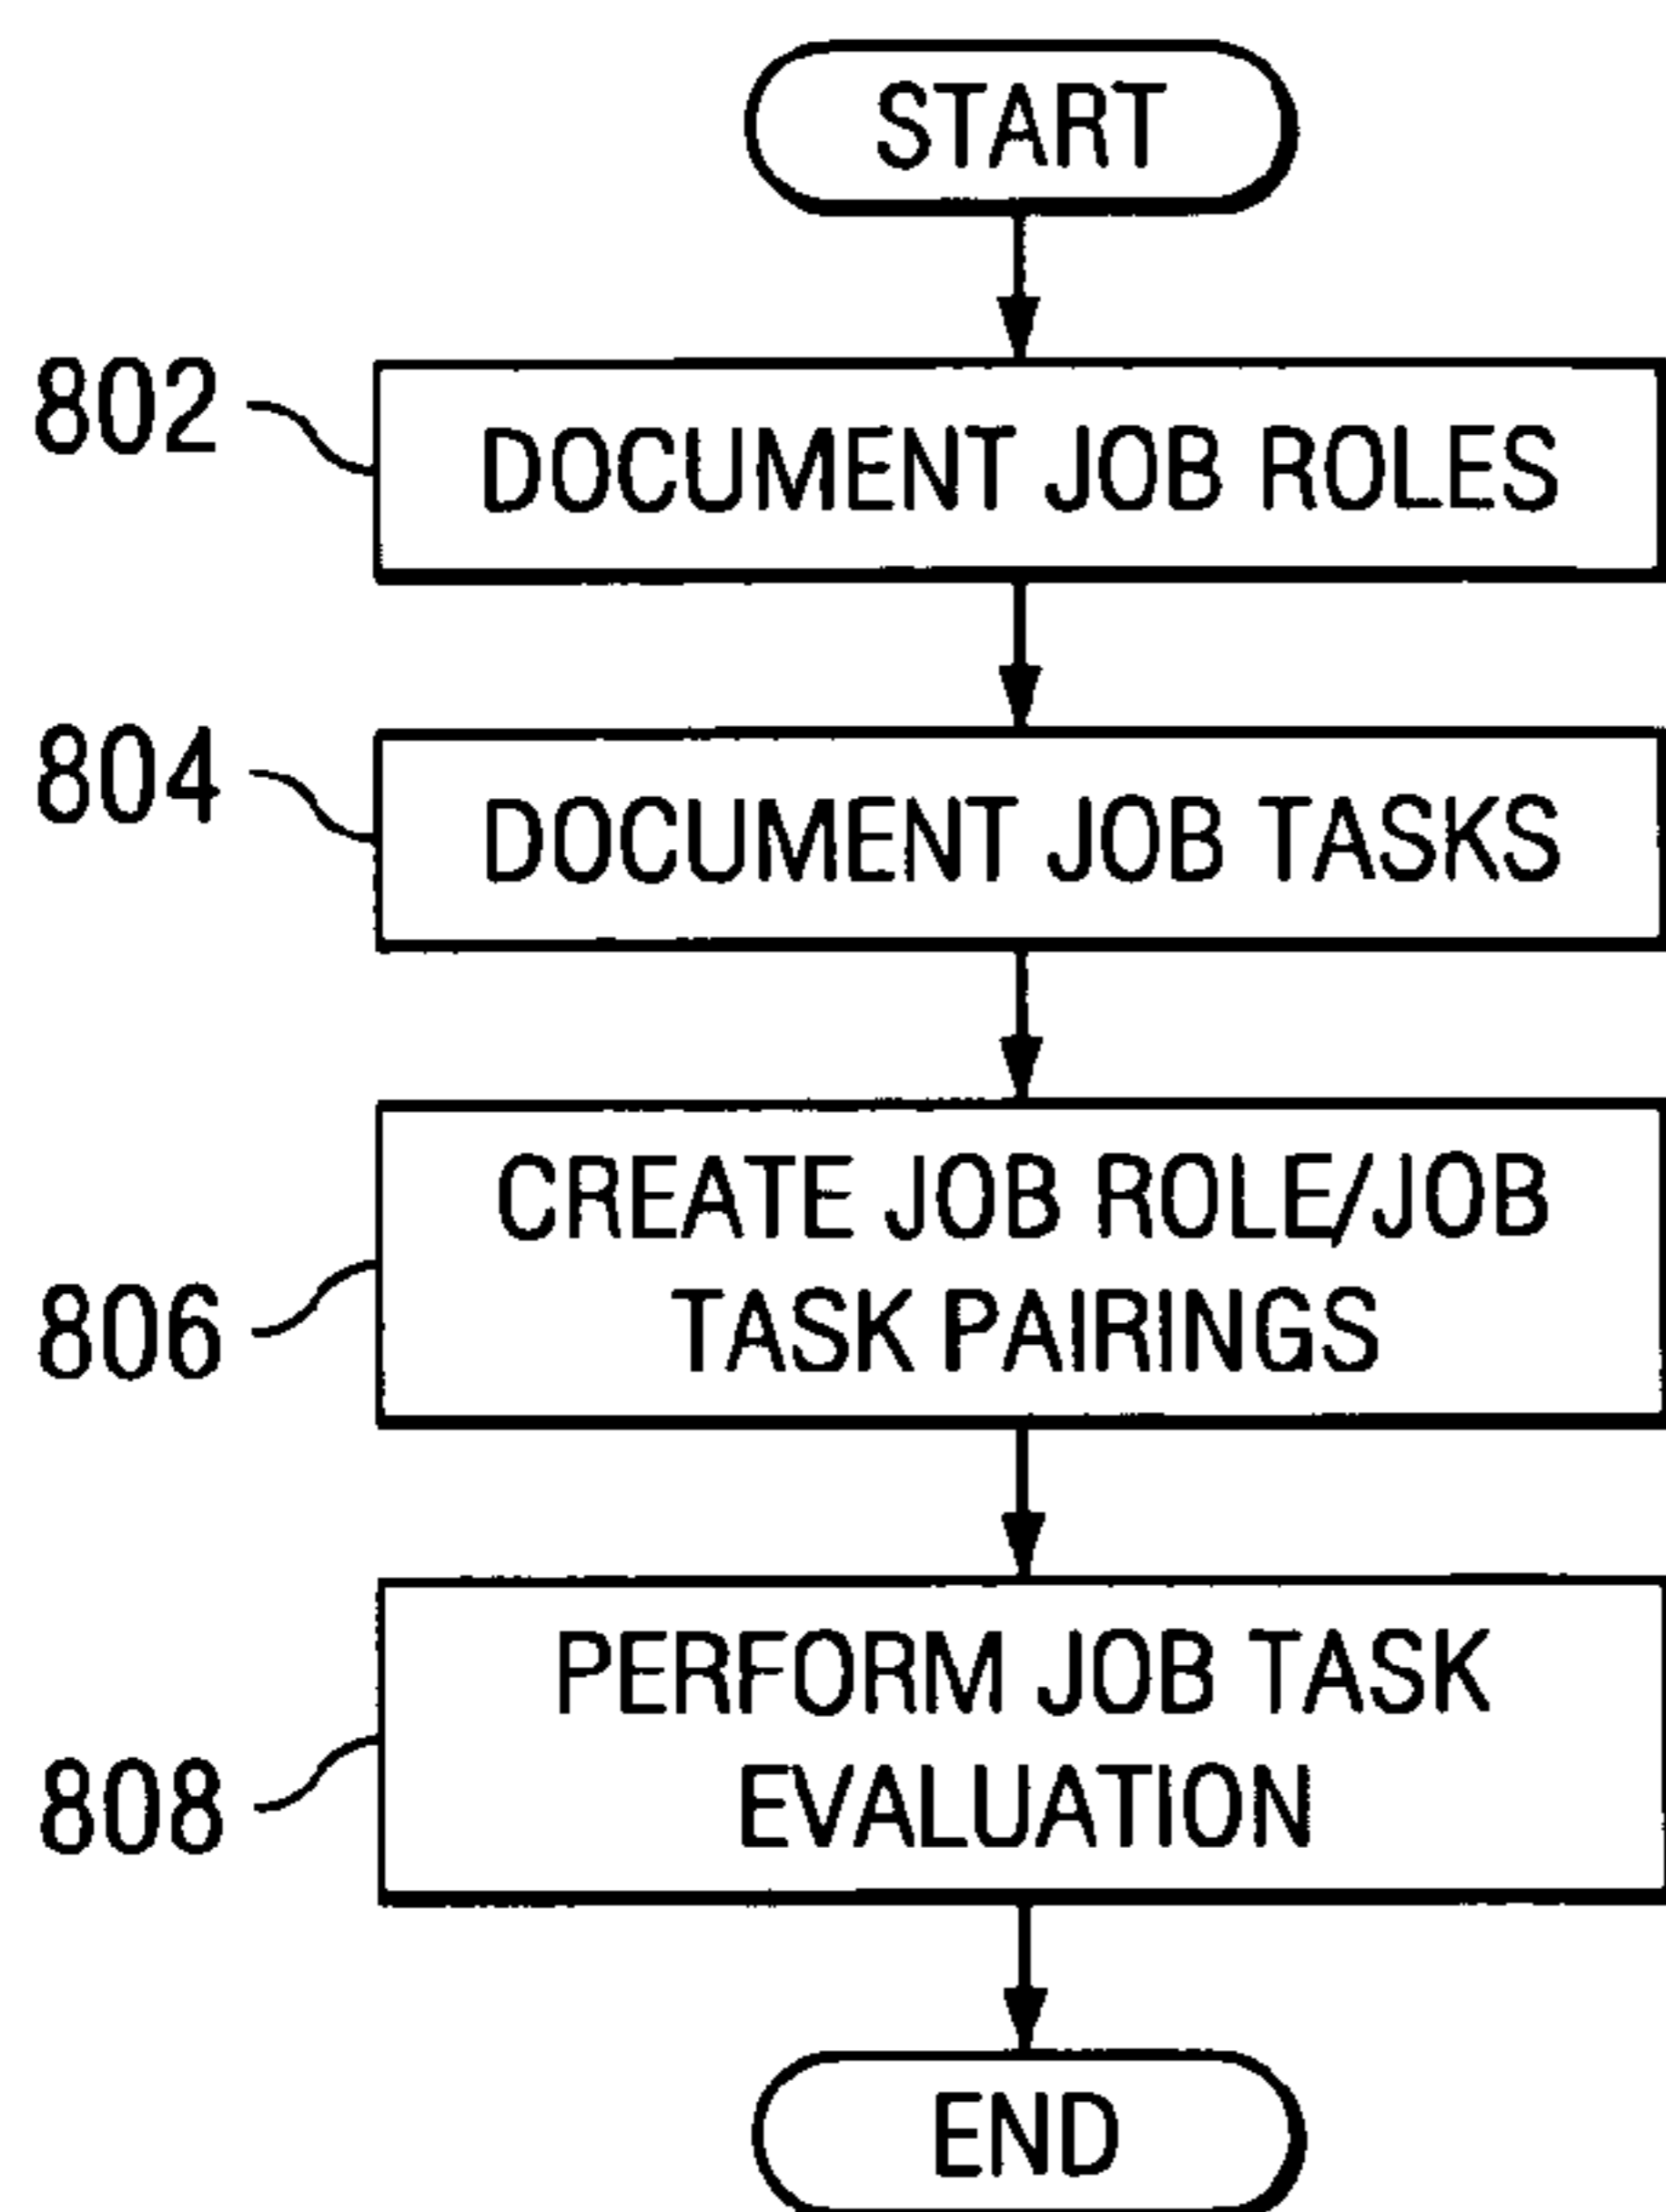 START
802
DOCUMENT JOB ROLES
804
DOCUMENT JOB TASKS
CREATE JOB ROLE/JOB
TASK PAIRINGS
806
PERFORM JOB TASK
EVALUATION
808
END